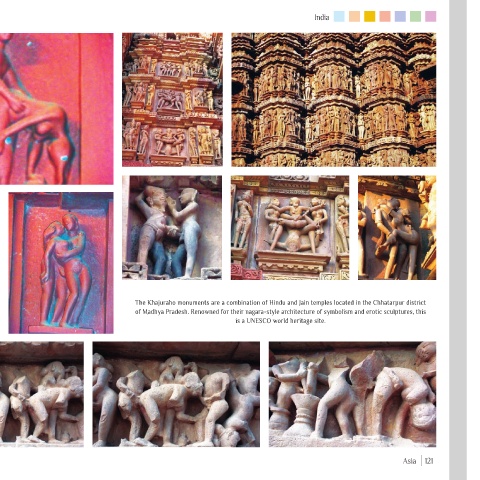 India
The Khajuraho monuments are a combination of Hindu and Jain temples located in the Chhatarpur district
of Madhya Pradesh. Renowned for their nagara-style architecture of symbolism and erotic sculptures, this
is a UNESCO world heritage site.
Asia 121